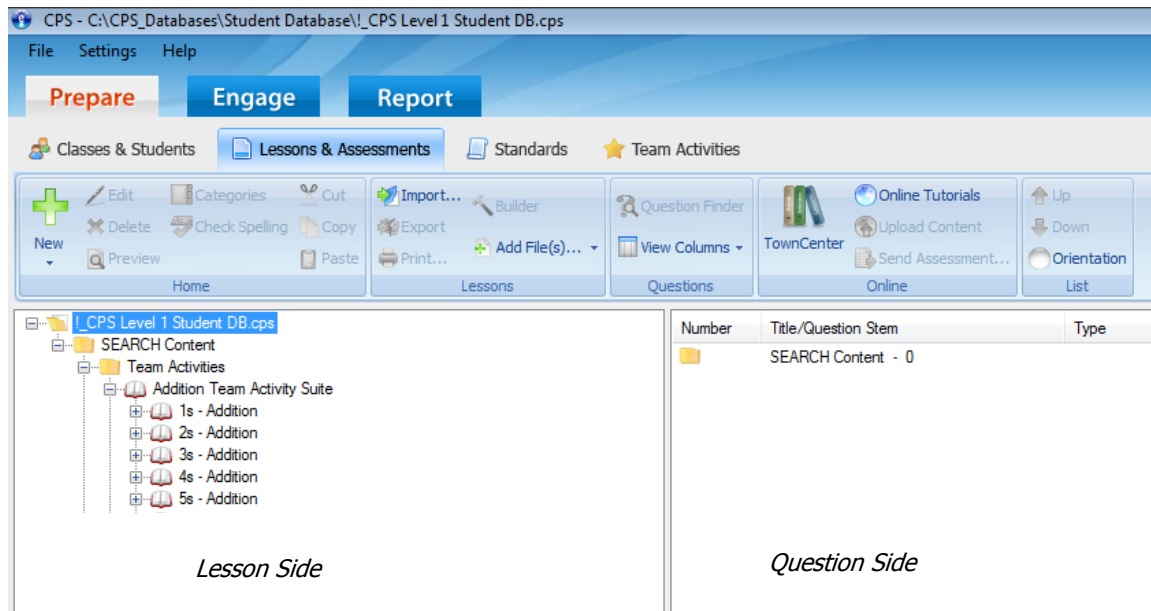 CPS - C:\CPS_Databases\Student Database\!_CPS Level 1 Student DB.cps
File Settings Help
Prepare Engage Report
Classes & Students Lessons & Assessments Standards Team Activities
New
Edit Categories Cut
Delete Check Spelling Copy
Preview Paste
Home
Import... Builder
Export
Add File(s)...
Print...
Lessons
Question Finder
View Columns
Questions
TownCenter
Online Tutorials
Upload Content
Send Assessment...
Online
Up
Down
Orientation
List
!_CPS Level 1 Student DB.cps
SEARCH Content
Team Activities
Addition Team Activity Suite
1s - Addition
2s - Addition
3s - Addition
4s - Addition
5s - Addition
Lesson Side
Number Title/Question Stem Type
SEARCH Content - 0
Question Side